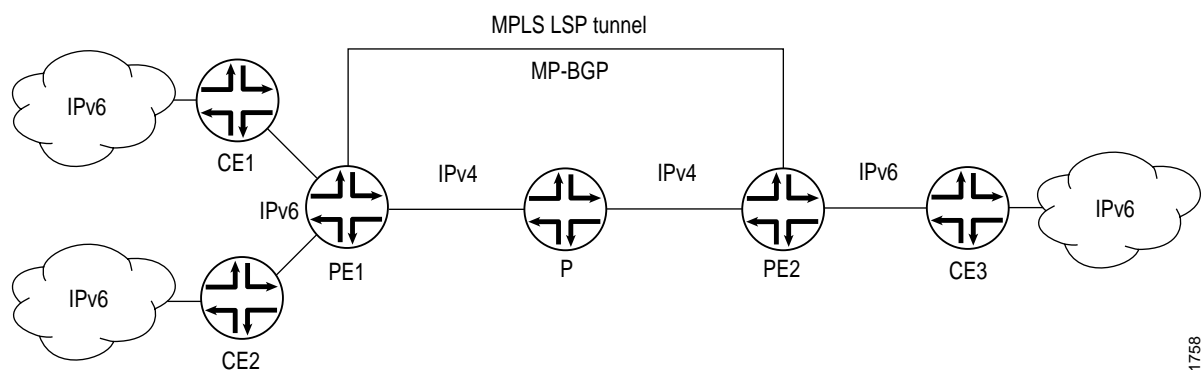 MPLS LSP tunnel
MP-BGP
IPv6
CE1
IPv4
IPv4
IPv6
IPv6
IPv6
PE1
P
PE2
CE3
IPv6
CE2
1758